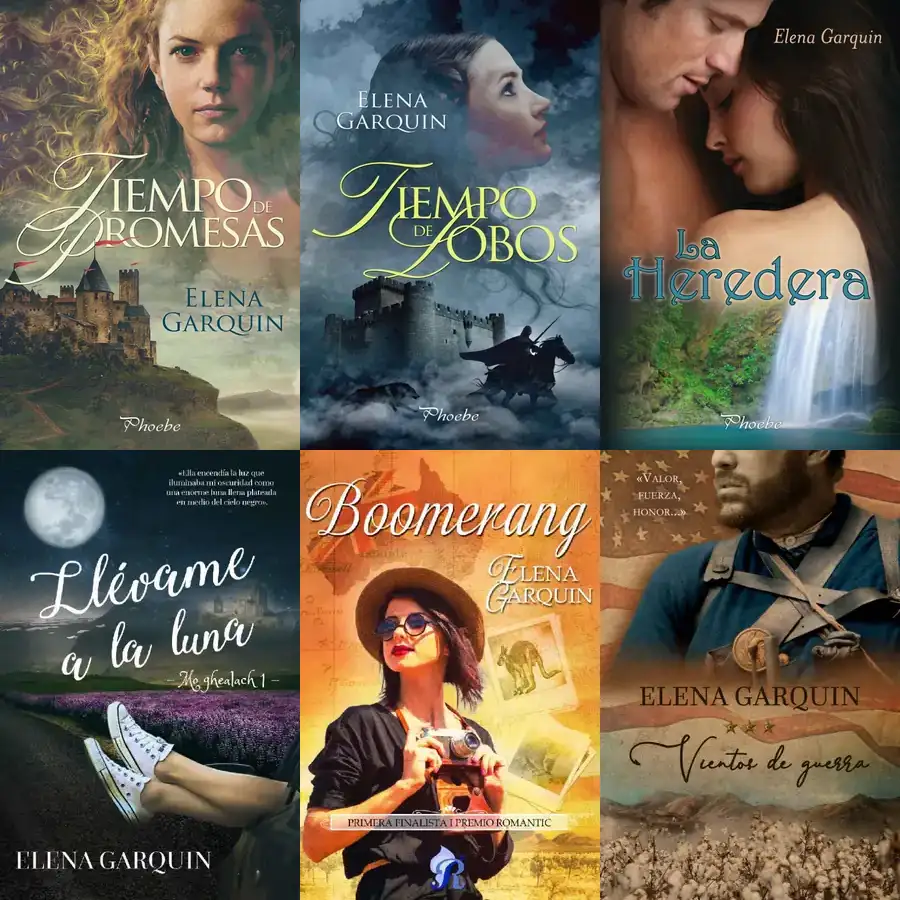 TIEMPO DE
PROMESAS
ELENA
GARQUIN
Phoebe
ELENA
GARQUIN
TIEMPO
DE LOBOS
Phoebe
Elena Garquin
La
Heredera
Phoebe
«Ella encendía la luz que
iluminaba mi oscuridad como
una enorme luna llena plateada
en medio del cielo negro».
Llévame
a la luna
– Mo ghealach 1 –
ELENA GARQUIN
Boomerang
ELENA
GARQUIN
PRIMERA FINALISTA I PREMIO ROMANTIC
R
«VALOR,
FUERZA,
HONOR...»
ELENA GARQUIN
Vientos de guerra